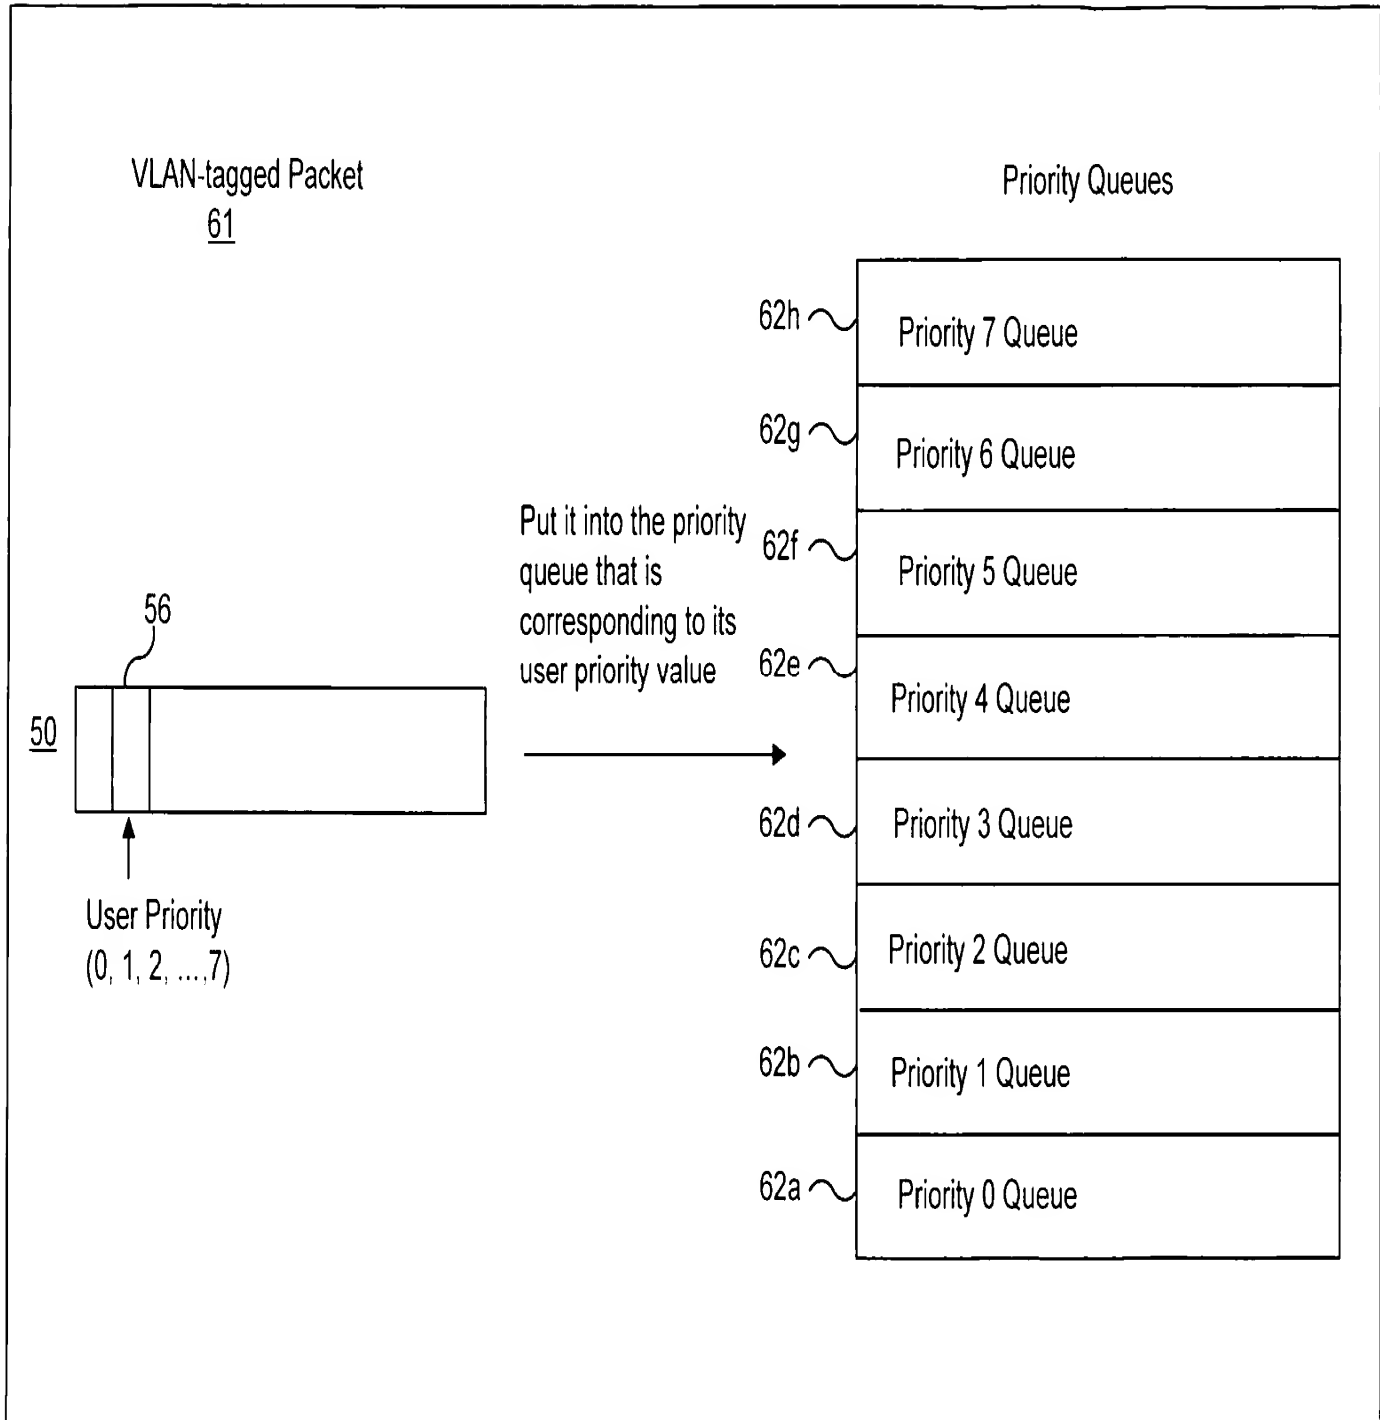 VLAN-tagged Packet
61
Priority Queues
62h
Priority 7 Queue
62g
Priority 6 Queue
Put it into the priority
queue that is
corresponding to its
user priority value
62f
Priority 5 Queue
56
62e
Priority 4 Queue
50
62d
Priority 3 Queue
User Priority
(0, 1, 2, ...,7)
62c
Priority 2 Queue
62b
Priority 1 Queue
62a
Priority 0 Queue